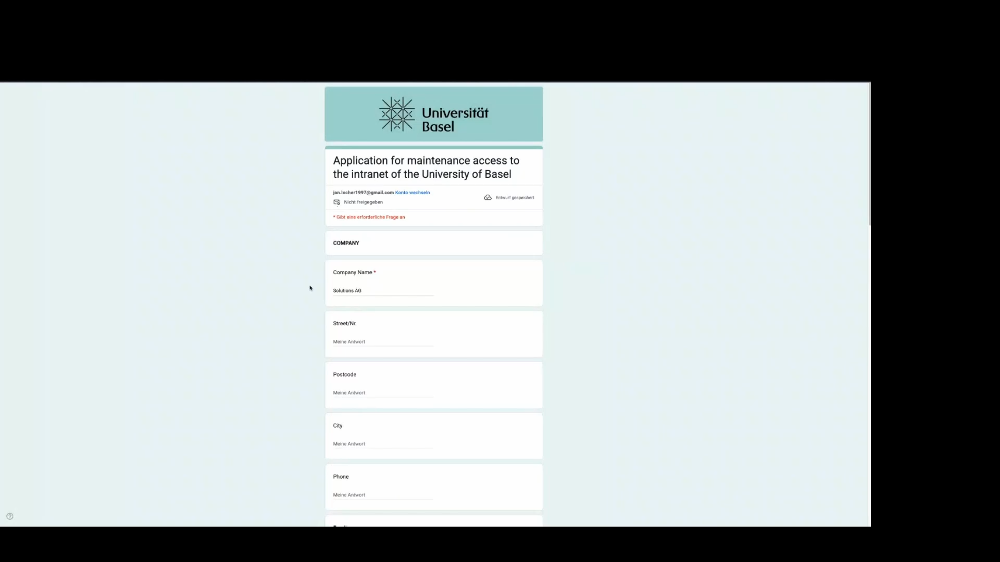 Universität
Basel
Application for maintenance access to
the intranet of the University of Basel
jan.locher1997@gmail.com Konto wechseln
Nicht freigegeben
Entwurf gespeichert
* Gibt eine erforderliche Frage an
COMPANY
Company Name *
Solutions AG
Street/Nr.
Meine Antwort
Postcode
Meine Antwort
City
Meine Antwort
Phone
Meine Antwort